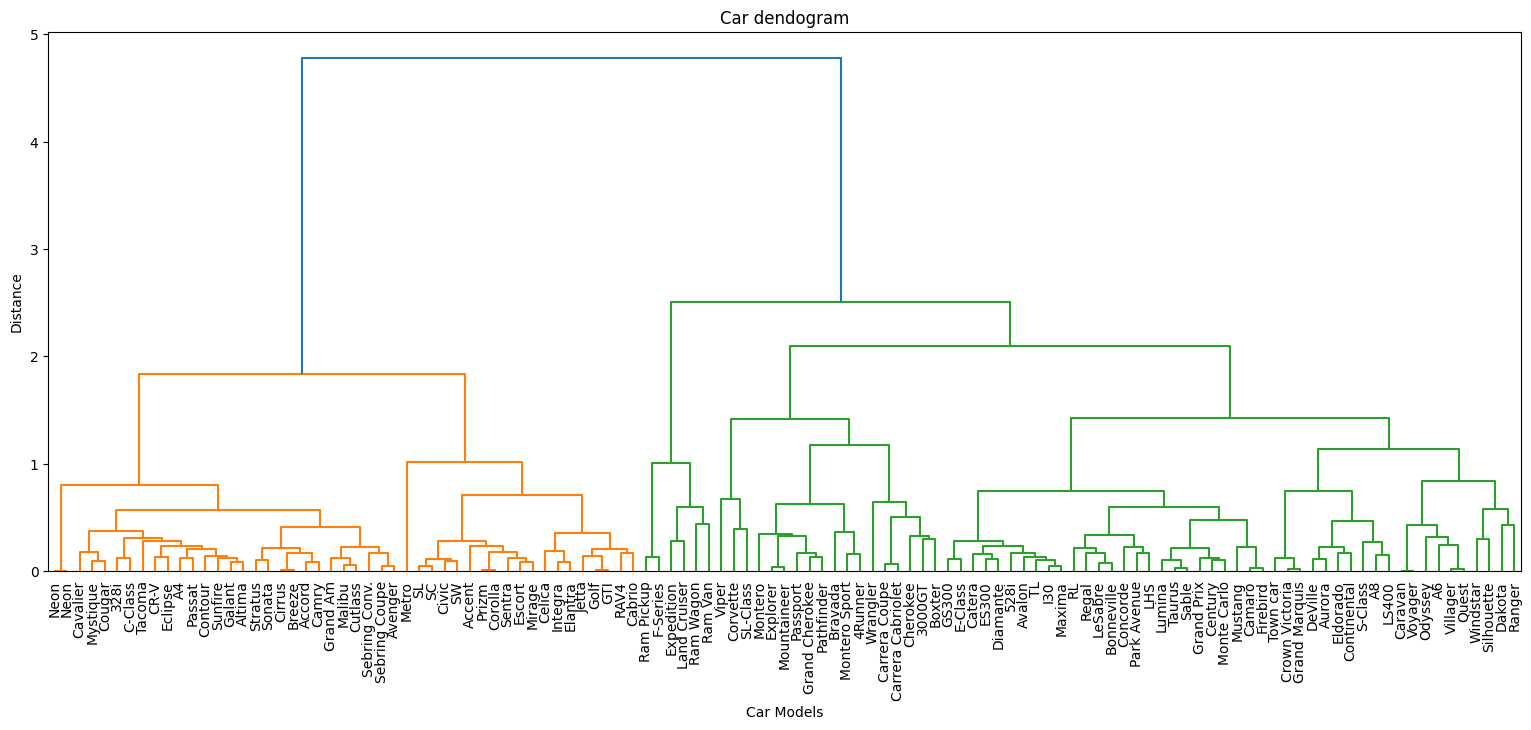 Car dendogram
5
4
3
2
1
0
Distance
Neon
Neon
Cavalier
Mystique
Cougar
328i
C-Class
Tacoma
CR-V
Eclipse
A4
Passat
Contour
Sunfire
Galant
Altima
Stratus
Sonata
Cirrus
Breeze
Accord
Camry
Grand Am
Malibu
Cutlass
Sebring Conv.
Sebring Coupe
Avenger
Metro
SL
SC
Civic
SW
Accent
Prizm
Corolla
Sentra
Escort
Mirage
Celica
Integra
Elantra
Jetta
Golf
GTI
RAV4
Cabrio
Ram Pickup
F-Series
Expedition
Land Cruiser
Ram Wagon
Ram Van
Viper
Corvette
SL-Class
Montero
Explorer
Mountaineer
Passport
Grand Cherokee
Pathfinder
Bravada
Montero Sport
4Runner
Wrangler
Carrera Coupe
Carrera Cabriolet
Cherokee
3000GT
Boxter
GS300
E-Class
Catera
ES300
Diamante
528i
Avalon
TL
I30
Maxima
RL
Regal
LeSabre
Bonneville
Concorde
Park Avenue
LHS
Lumina
Taurus
Sable
Grand Prix
Century
Monte Carlo
Mustang
Camaro
Firebird
Town car
Crown Victoria
Grand Marquis
DeVille
Aurora
Eldorado
Continental
S-Class
A8
LS400
Caravan
Voyager
Odyssey
A6
Villager
Quest
Windstar
Silhouette
Dakota
Ranger
Car Models